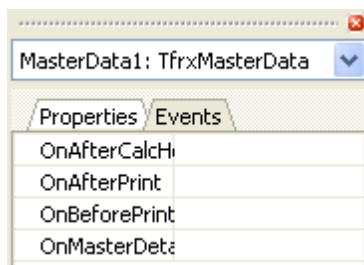 MasterData1: TfrxMasterData
Properties Events
OnAfterCalcH
OnAfterPrint
OnBeforePrint
OnMasterDeta